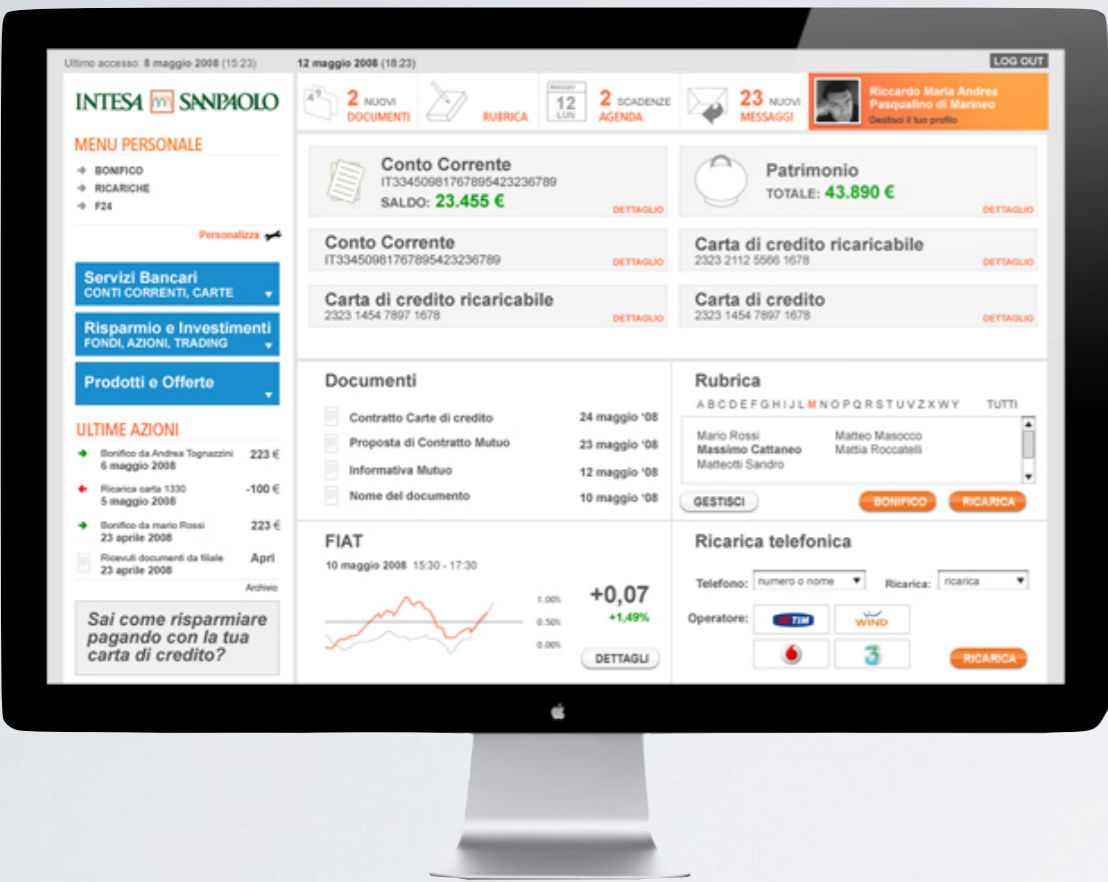 Ultimo accesso: 8 maggio 2008 (15:23)
12 maggio 2008 (18:23)
LOG OUT
INTESA SANPAOLO
2 NUOVI
DOCUMENTI
RUBRICA
MAGGIO
12
LUN
2 SCADENZE
AGENDA
23 NUOVI
MESSAGGI
Riccardo Maria Andrea
Pasqualino di Marineo
Gestisci il tuo profilo
MENU PERSONALE
BONIFICO
RICARICHE
F24
Personalizza
Servizi Bancari
CONTI CORRENTI, CARTE
Risparmio e Investimenti
FONDI, AZIONI, TRADING
Prodotti e Offerte
ULTIME AZIONI
Bonifico da Andrea Tognazzini 223 €
6 maggio 2008
Ricarica carta 1330 -100 €
5 maggio 2008
Bonifico da mario Rossi 223 €
23 aprile 2008
Ricevuti documenti da filiale Apri
23 aprile 2008
Archivio
Sai come risparmiare
pagando con la tua
carta di credito?
Conto Corrente
IT33450981767895423236789
SALDO: 23.455 €
DETTAGLIO
Patrimonio
TOTALE: 43.890 €
DETTAGLIO
Conto Corrente
IT33450981767895423236789
DETTAGLIO
Carta di credito ricaricabile
2323 2112 5566 1678
DETTAGLIO
Carta di credito ricaricabile
2323 1454 7897 1678
DETTAGLIO
Carta di credito
2323 1454 7897 1678
DETTAGLIO
Documenti
Contratto Carte di credito 24 maggio '08
Proposta di Contratto Mutuo 23 maggio '08
Informativa Mutuo 12 maggio '08
Nome del documento 10 maggio '08
Rubrica
A B C D E F G H I J L M N O P Q R S T U V Z X W Y TUTTI
Mario Rossi Matteo Masocco
Massimo Cattaneo Mattia Roccatelli
Matteotti Sandro
GESTISCI BONIFICO RICARICA
FIAT
10 maggio 2008 15:30 - 17:30
1.00%
0.50%
0.00%
+0,07
+1,49%
DETTAGLI
Ricarica telefonica
Telefono: numero o nome Ricarica: ricarica
Operatore: TIM WIND
3
RICARICA